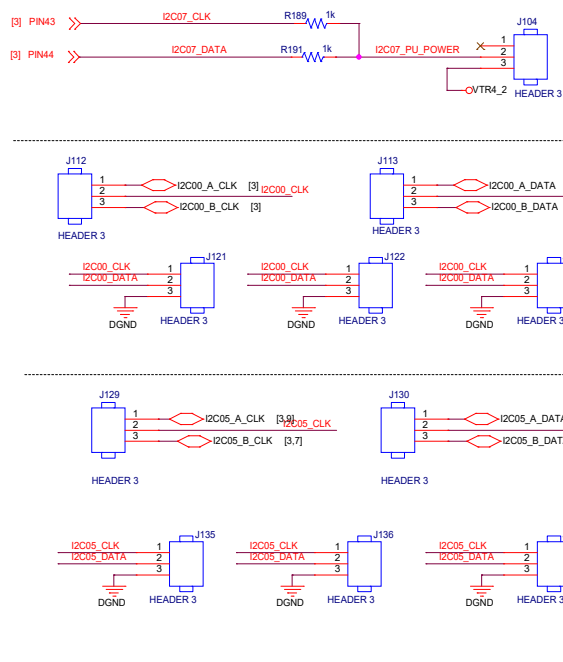 [3] PIN43 I2C07_CLK R189 1k J104
1
[3] PIN44 I2C07_DATA R191 1k I2C07_PU_POWER 2
3
VTR4_2 HEADER 3
J112 J113
1 I2C00_A_CLK [3] 1 I2C00_A_DATA
2 I2C00_CLK 2
3 I2C00_B_CLK [3] 3 I2C00_B_DATA
HEADER 3 HEADER 3
J121 J122
I2C00_CLK 1 I2C00_CLK 1 I2C00_CLK 1
I2C00_DATA 2 I2C00_DATA 2 I2C00_DATA 2
3 3 3
DGND HEADER 3 DGND HEADER 3 DGND HEADER 3
J129 J130
1 I2C05_A_CLK [3,9] 1 I2C05_A_DATA
2 I2C05_CLK 2
3 I2C05_B_CLK [3,7] 3 I2C05_B_DAT
HEADER 3 HEADER 3
J135 J136
I2C05_CLK 1 I2C05_CLK 1 I2C05_CLK 1
I2C05_DATA 2 I2C05_DATA 2 I2C05_DATA 2
3 3 3
DGND HEADER 3 DGND HEADER 3 DGND HEADER 3